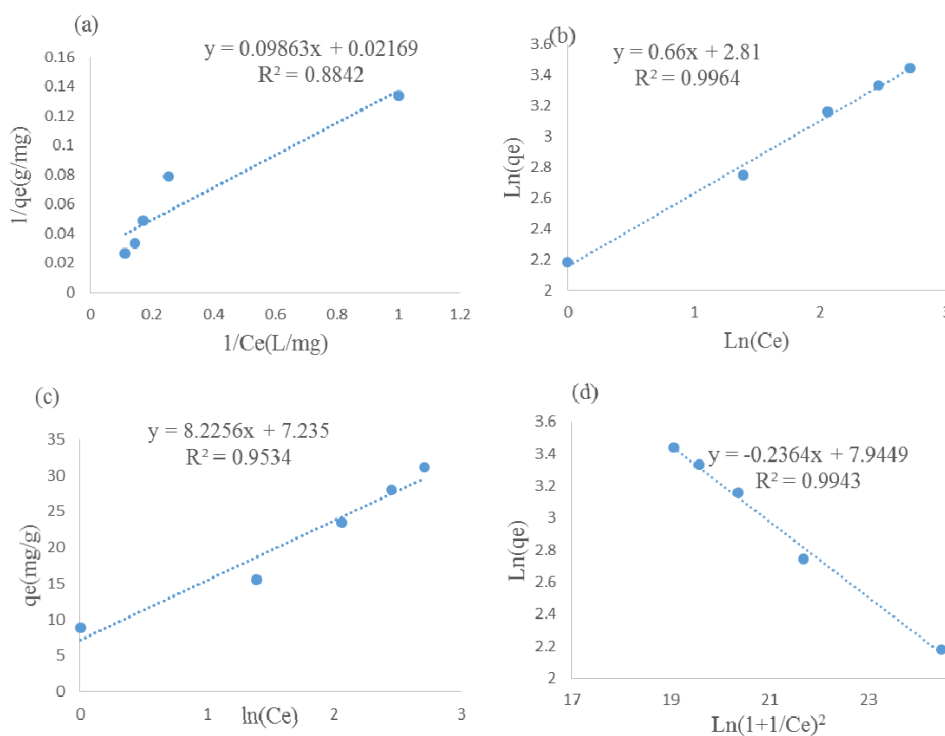 (a)
y = 0.09863x + 0.02169
R² = 0.8842
0.16
0.14
0.12
0.1
0.08
0.06
0.04
0.02
0
1/qe(g/mg)
0 0.2 0.4 0.6 0.8 1 1.2
1/Ce(L/mg)
(b)
y = 0.66x + 2.81
R² = 0.9964
3.6
3.4
3.2
3
2.8
2.6
2.4
2.2
2
Ln(qe)
0 1 2 3
Ln(Ce)
(c)
y = 8.2256x + 7.235
R² = 0.9534
35
30
25
20
15
10
5
0
qe(mg/g)
0 1 2 3
ln(Ce)
(d)
y = -0.2364x + 7.9449
R² = 0.9943
3.6
3.4
3.2
3
2.8
2.6
2.4
2.2
2
Ln(qe)
17 19 21 23
Ln(1+1/Ce)²